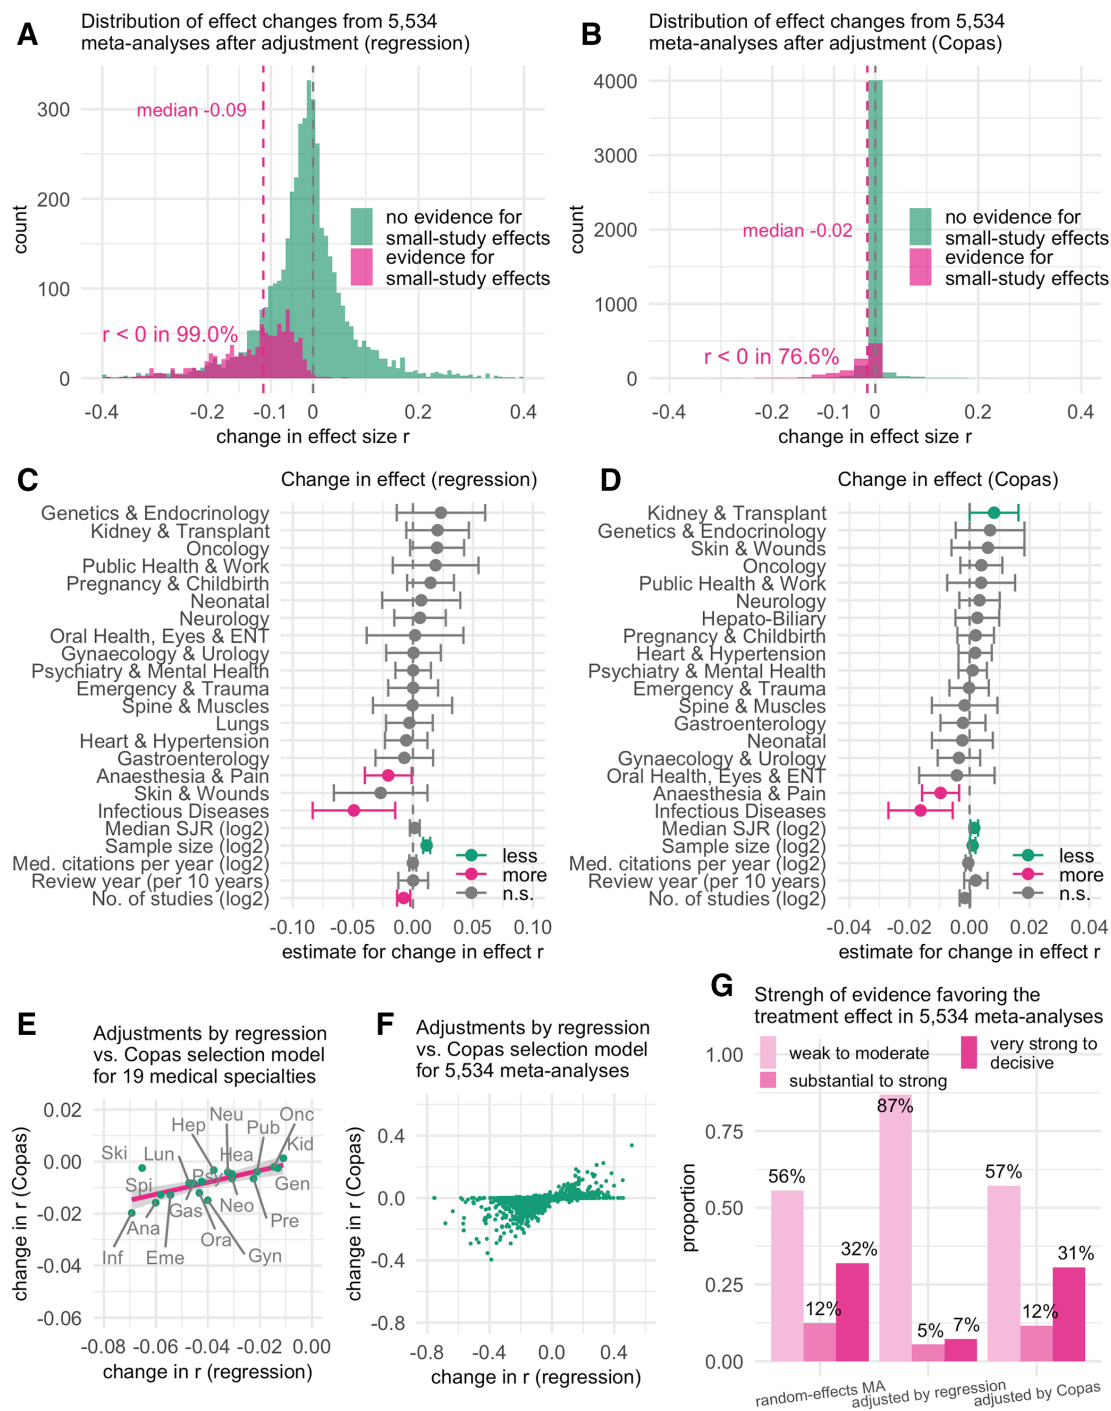 A
Distribution of effect changes from 5,534
meta-analyses after adjustment (regression)
count
300
200
100
0
median -0.09
r < 0 in 99.0%
no evidence for
small-study effects
evidence for
small-study effects
-0.4
-0.2
-0.1
0
0.2
0.4
change in effect size r
B
Distribution of effect changes from 5,534
meta-analyses after adjustment (Copas)
count
4000
3000
2000
1000
0
median -0.02
r < 0 in 76.6%
no evidence for
small-study effects
evidence for
small-study effects
-0.4
-0.2
-0.1
0
0.2
0.4
change in effect size r
C
Change in effect (regression)
Genetics & Endocrinology
Kidney & Transplant
Oncology
Public Health & Work
Pregnancy & Childbirth
Neonatal
Neurology
Oral Health, Eyes & ENT
Gynaecology & Urology
Psychiatry & Mental Health
Emergency & Trauma
Spine & Muscles
Lungs
Heart & Hypertension
Gastroenterology
Anaesthesia & Pain
Skin & Wounds
Infectious Diseases
Median SJR (log2)
Sample size (log2)
Med. citations per year (log2)
Review year (per 10 years)
No. of studies (log2)
less
more
n.s.
-0.10
-0.05
0.00
0.05
0.10
estimate for change in effect r
D
Change in effect (Copas)
Kidney & Transplant
Genetics & Endocrinology
Skin & Wounds
Oncology
Public Health & Work
Neurology
Hepato-Biliary
Pregnancy & Childbirth
Heart & Hypertension
Psychiatry & Mental Health
Emergency & Trauma
Spine & Muscles
Gastroenterology
Neonatal
Gynaecology & Urology
Oral Health, Eyes & ENT
Anaesthesia & Pain
Infectious Diseases
Median SJR (log2)
Sample size (log2)
Med. citations per year (log2)
Review year (per 10 years)
No. of studies (log2)
less
more
n.s.
-0.04
-0.02
0.00
0.02
0.04
estimate for change in effect r
E
Adjustments by regression
vs. Copas selection model
for 19 medical specialties
change in r (Copas)
0.02
0.00
-0.02
-0.04
-0.06
Neu
Onc
Hep
Pub
Kid
Ski
Lun
Hea
Psy
Spi
Gen
Gas
Neo
Ana
Pre
Ora
Inf
Eme
Gyn
-0.08
-0.06
-0.04
-0.02
0.00
change in r (regression)
F
Adjustments by regression
vs. Copas selection model
for 5,534 meta-analyses
change in r (Copas)
0.4
0.0
-0.4
-0.8
-0.8
-0.4
0.0
0.4
change in r (regression)
G
Strengh of evidence favoring the
treatment effect in 5,534 meta-analyses
weak to moderate
substantial to strong
very strong to
decisive
proportion
1.00
0.75
0.50
0.25
0.00
56%
12%
32%
87%
5%
7%
57%
12%
31%
random-effects MA
adjusted by regression
adjusted by Copas